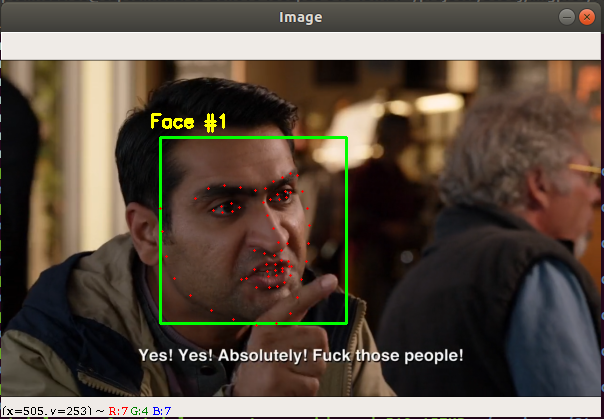 Image
Face #1
Yes! Yes! Absolutely! Fuck those people!
(x=505, y=253) ~ R:7 G:4 B:7